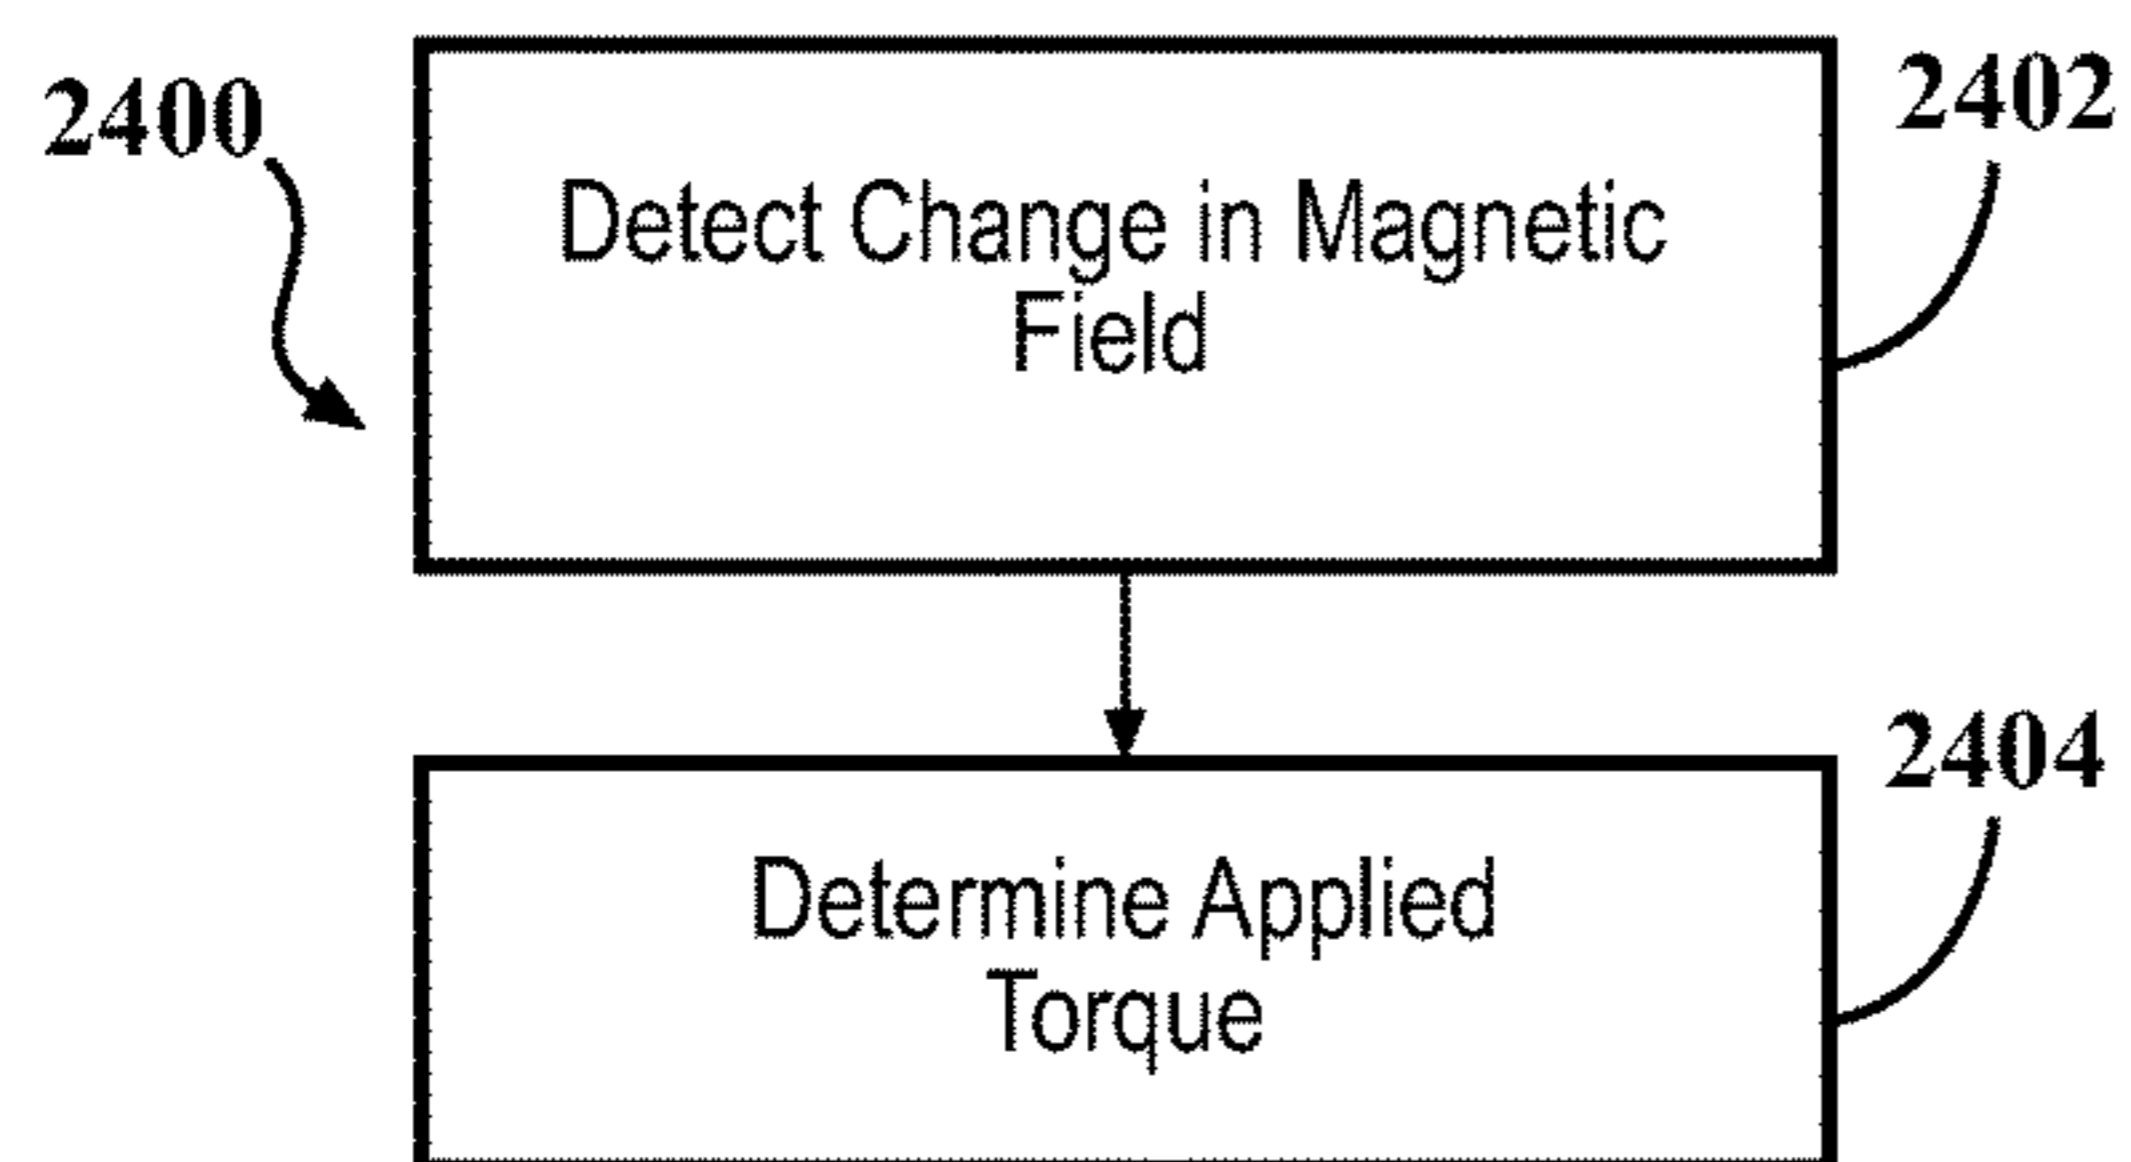 2400
2402
Detect Change in Magnetic
Field
2404
Determine Applied
Torque